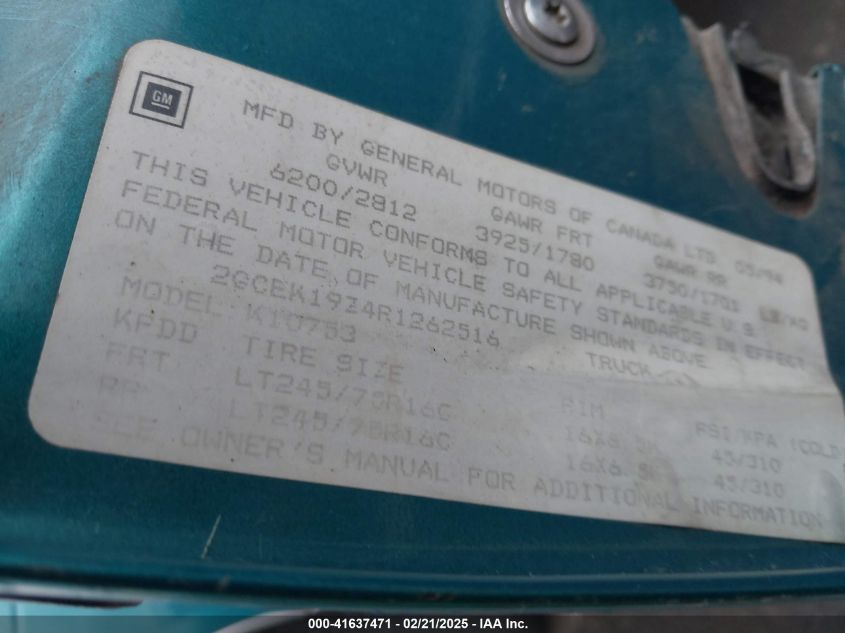 GM
MFD BY GENERAL MOTORS OF CANADA LTD 05/94
GVWR GAWR FRT GAWR RR
6200/2812 3925/1780 3750/1701 LB/KG
THIS VEHICLE CONFORMS TO ALL APPLICABLE U.S.
FEDERAL MOTOR VEHICLE SAFETY STANDARDS IN EFFECT
ON THE DATE OF MANUFACTURE SHOWN ABOVE
2GCEK19Z4R1262516 TRUCK
MODEL K10753
KFDD TIRE SIZE RIM PSI/KPA (COLD
FRT LT245/75R16C 16X6.5 45/310
RR LT245/75R16C 16X6.5 45/310
SEE OWNER'S MANUAL FOR ADDITIONAL INFORMATION
000-41637471 - 02/21/2025 - IAA Inc.